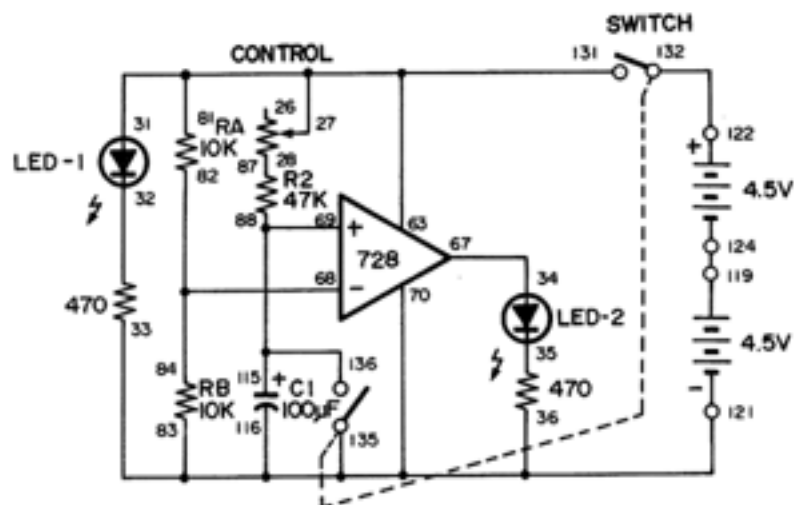 SWITCH
CONTROL
131
132
31
81
RA
10K
82
26
27
28
122
+
4.5V
LED-1
32
87
R2
47K
88
69
+
63
728
67
68
-
70
124
119
34
LED-2
35
470
33
84
RB
10K
83
115
+
C1
100µF
116
136
135
470
36
4.5V
-
121